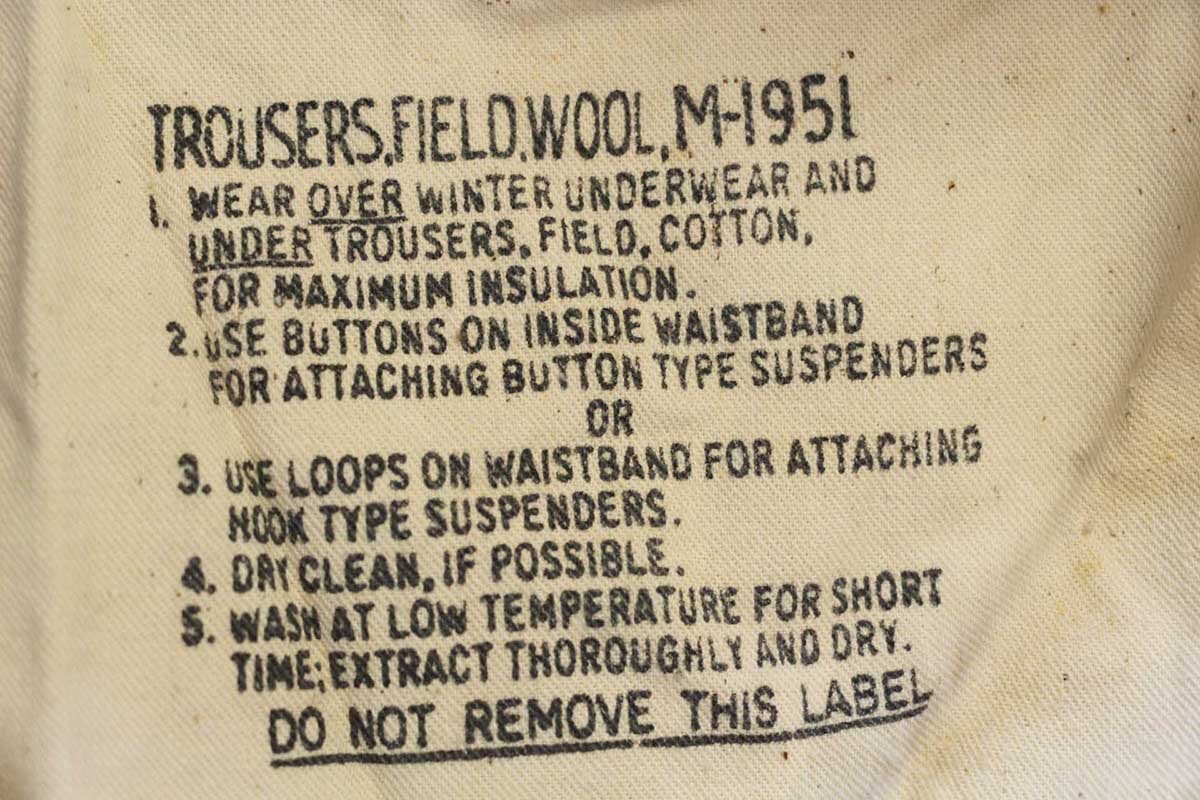 TROUSERS, FIELD, WOOL, M-1951
1. WEAR OVER WINTER UNDERWEAR AND
UNDER TROUSERS, FIELD, COTTON,
FOR MAXIMUM INSULATION.
2. USE BUTTONS ON INSIDE WAISTBAND
FOR ATTACHING BUTTON TYPE SUSPENDERS
OR
3. USE LOOPS ON WAISTBAND FOR ATTACHING
HOOK TYPE SUSPENDERS.
4. DRY CLEAN, IF POSSIBLE.
5. WASH AT LOW TEMPERATURE FOR SHORT
TIME; EXTRACT THOROUGHLY AND DRY.
DO NOT REMOVE THIS LABEL